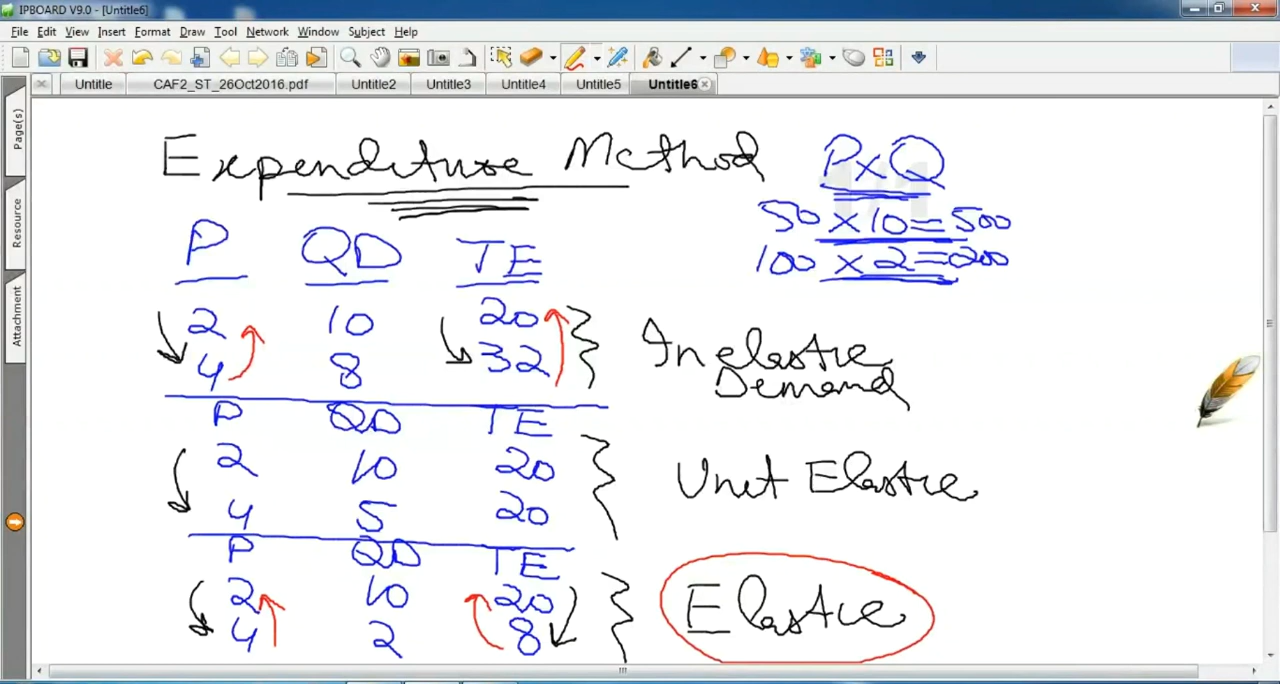 IPBOARD V9.0 - [Untitled6]
File Edit View Insert Format Draw Tool Network Window Subject Help
Untitle CAF2_ST_26Oct2016.pdf Untitle2 Untitle3 Untitle4 Untitle5 Untitle6
Page(s)
Resource
Attachment
Expenditure Method
PxQ
50 x 10 = 500
100 x 2 = 200
P QD TE
2 10 20
4 8 32
Inelastic
Demand
P QD TE
2 10 20
4 5 20
Unit Elastic
P QD TE
2 10 20
4 2 8
Elastic